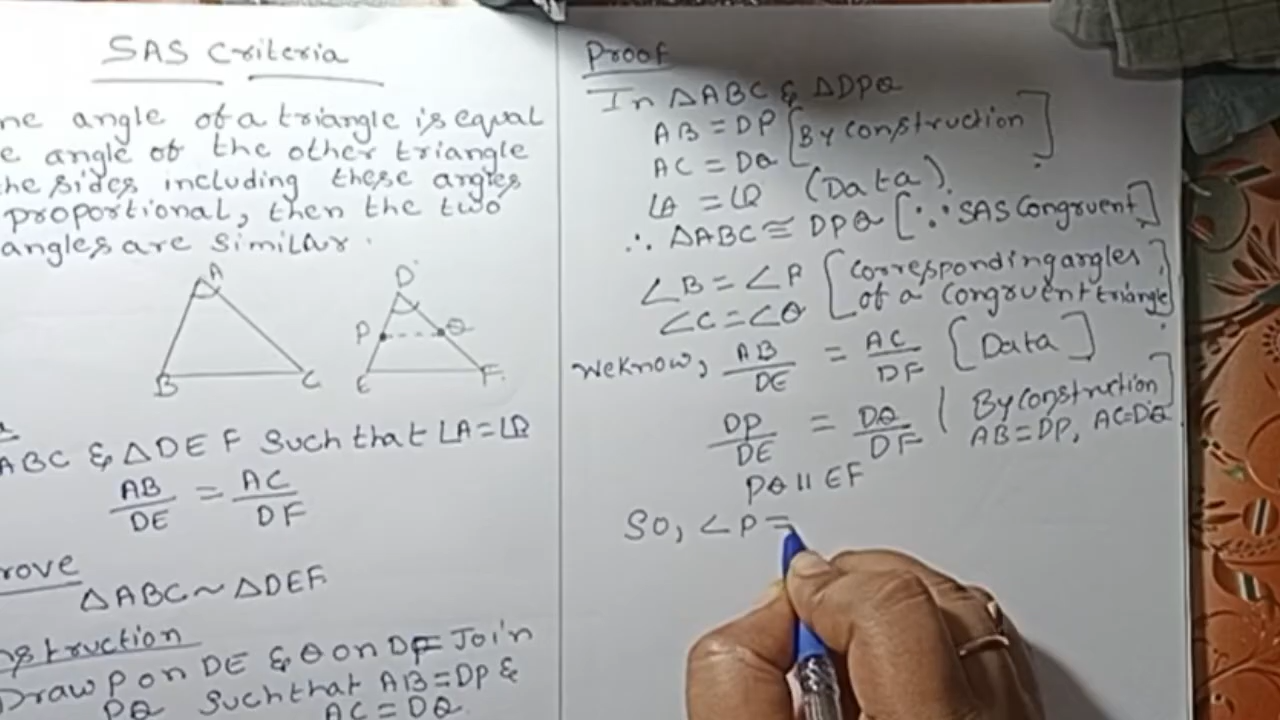 SAS Criteria
ne angle of a triangle is equal
e angle of the other triangle
he sides including these angles
proportional, then the two
angles are similar.
A
B C
D
P Q
E F
ABC & ΔDEF Such that ∠A = ∠D
AB/DE = AC/DF
rove
ΔABC ~ ΔDEF
nstruction
Draw P on DE & Q on DF Join
PQ Such that AB = DP &
AC = DQ
Proof
In ΔABC & ΔDPQ
AB = DP [By construction]
AC = DQ
∠A = ∠D (Data)
∴ ΔABC ≅ DPQ [∵ SAS Congruent]
∠B = ∠P [Corresponding angles
∠C = ∠Q of a Congruent triangle]
We know, AB/DE = AC/DF [Data]
DP/DE = DQ/DF ( By construction
AB = DP, AC = DQ]
PQ || EF
So, ∠P =